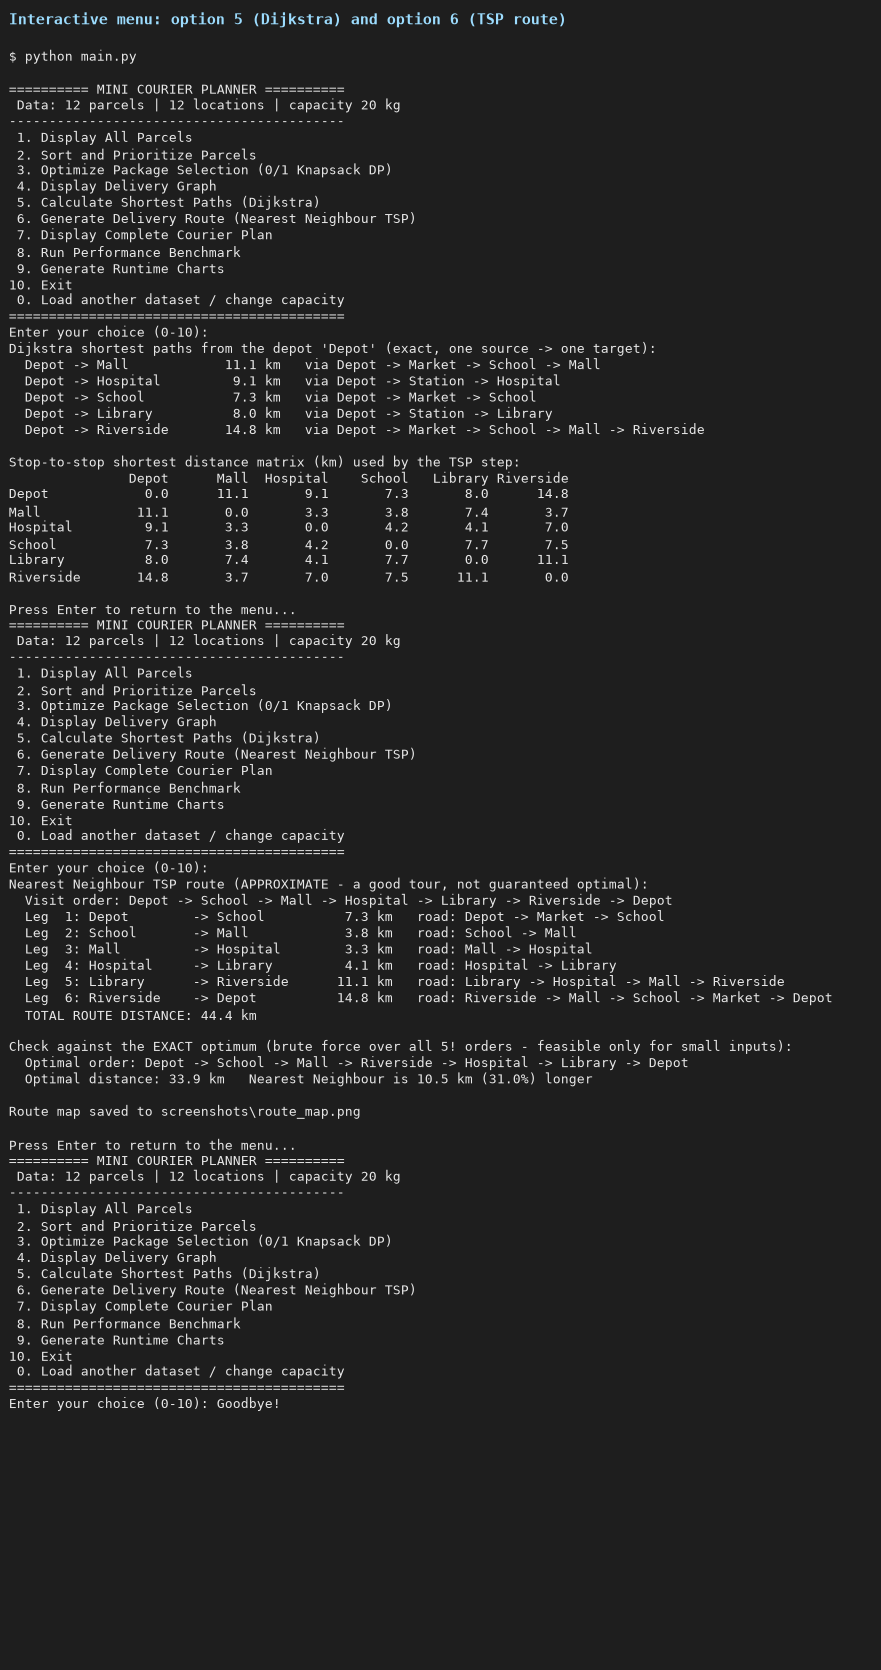 Interactive menu: option 5 (Dijkstra) and option 6 (TSP route)
$ python main.py
========== MINI COURIER PLANNER ==========
 Data: 12 parcels | 12 locations | capacity 20 kg
------------------------------------------
 1. Display All Parcels
 2. Sort and Prioritize Parcels
 3. Optimize Package Selection (0/1 Knapsack DP)
 4. Display Delivery Graph
 5. Calculate Shortest Paths (Dijkstra)
 6. Generate Delivery Route (Nearest Neighbour TSP)
 7. Display Complete Courier Plan
 8. Run Performance Benchmark
 9. Generate Runtime Charts
10. Exit
 0. Load another dataset / change capacity
==========================================
Enter your choice (0-10):
Dijkstra shortest paths from the depot 'Depot' (exact, one source -> one target):
  Depot -> Mall            11.1 km   via Depot -> Market -> School -> Mall
  Depot -> Hospital         9.1 km   via Depot -> Station -> Hospital
  Depot -> School           7.3 km   via Depot -> Market -> School
  Depot -> Library          8.0 km   via Depot -> Station -> Library
  Depot -> Riverside       14.8 km   via Depot -> Market -> School -> Mall -> Riverside
Stop-to-stop shortest distance matrix (km) used by the TSP step:
               Depot      Mall  Hospital    School   Library Riverside
Depot            0.0      11.1       9.1       7.3       8.0      14.8
Mall            11.1       0.0       3.3       3.8       7.4       3.7
Hospital         9.1       3.3       0.0       4.2       4.1       7.0
School           7.3       3.8       4.2       0.0       7.7       7.5
Library          8.0       7.4       4.1       7.7       0.0      11.1
Riverside       14.8       3.7       7.0       7.5      11.1       0.0
Press Enter to return to the menu...
========== MINI COURIER PLANNER ==========
 Data: 12 parcels | 12 locations | capacity 20 kg
------------------------------------------
 1. Display All Parcels
 2. Sort and Prioritize Parcels
 3. Optimize Package Selection (0/1 Knapsack DP)
 4. Display Delivery Graph
 5. Calculate Shortest Paths (Dijkstra)
 6. Generate Delivery Route (Nearest Neighbour TSP)
 7. Display Complete Courier Plan
 8. Run Performance Benchmark
 9. Generate Runtime Charts
10. Exit
 0. Load another dataset / change capacity
==========================================
Enter your choice (0-10):
Nearest Neighbour TSP route (APPROXIMATE - a good tour, not guaranteed optimal):
  Visit order: Depot -> School -> Mall -> Hospital -> Library -> Riverside -> Depot
  Leg  1: Depot        -> School          7.3 km   road: Depot -> Market -> School
  Leg  2: School       -> Mall            3.8 km   road: School -> Mall
  Leg  3: Mall         -> Hospital        3.3 km   road: Mall -> Hospital
  Leg  4: Hospital     -> Library         4.1 km   road: Hospital -> Library
  Leg  5: Library      -> Riverside      11.1 km   road: Library -> Hospital -> Mall -> Riverside
  Leg  6: Riverside    -> Depot          14.8 km   road: Riverside -> Mall -> School -> Market -> Depot
  TOTAL ROUTE DISTANCE: 44.4 km
Check against the EXACT optimum (brute force over all 5! orders - feasible only for small inputs):
  Optimal order: Depot -> School -> Mall -> Riverside -> Hospital -> Library -> Depot
  Optimal distance: 33.9 km   Nearest Neighbour is 10.5 km (31.0%) longer
Route map saved to screenshots\route_map.png
Press Enter to return to the menu...
========== MINI COURIER PLANNER ==========
 Data: 12 parcels | 12 locations | capacity 20 kg
------------------------------------------
 1. Display All Parcels
 2. Sort and Prioritize Parcels
 3. Optimize Package Selection (0/1 Knapsack DP)
 4. Display Delivery Graph
 5. Calculate Shortest Paths (Dijkstra)
 6. Generate Delivery Route (Nearest Neighbour TSP)
 7. Display Complete Courier Plan
 8. Run Performance Benchmark
 9. Generate Runtime Charts
10. Exit
 0. Load another dataset / change capacity
==========================================
Enter your choice (0-10): Goodbye!